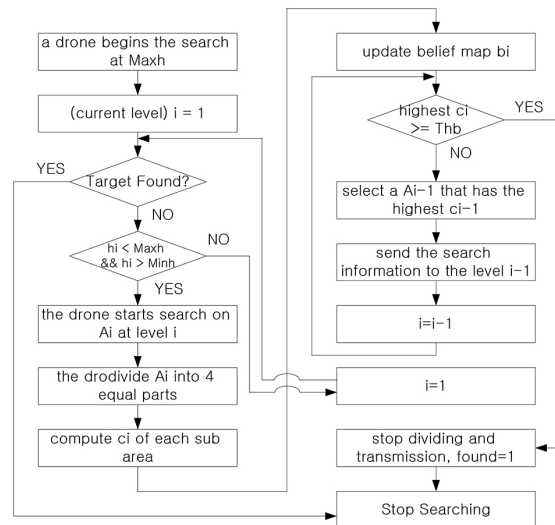 a drone begins the search
at Maxh
(current level) i = 1
YES
Target Found?
NO
hi < Maxh
&& hi > Minh
NO
YES
the drone starts search on
Ai at level i
the drodivide Ai into 4
equal parts
compute ci of each sub
area
update belief map bi
highest ci
>= Thb
YES
NO
select a Ai-1 that has the
highest ci-1
send the search
information to the level i-1
i=i-1
i=1
stop dividing and
transmission, found=1
Stop Searching